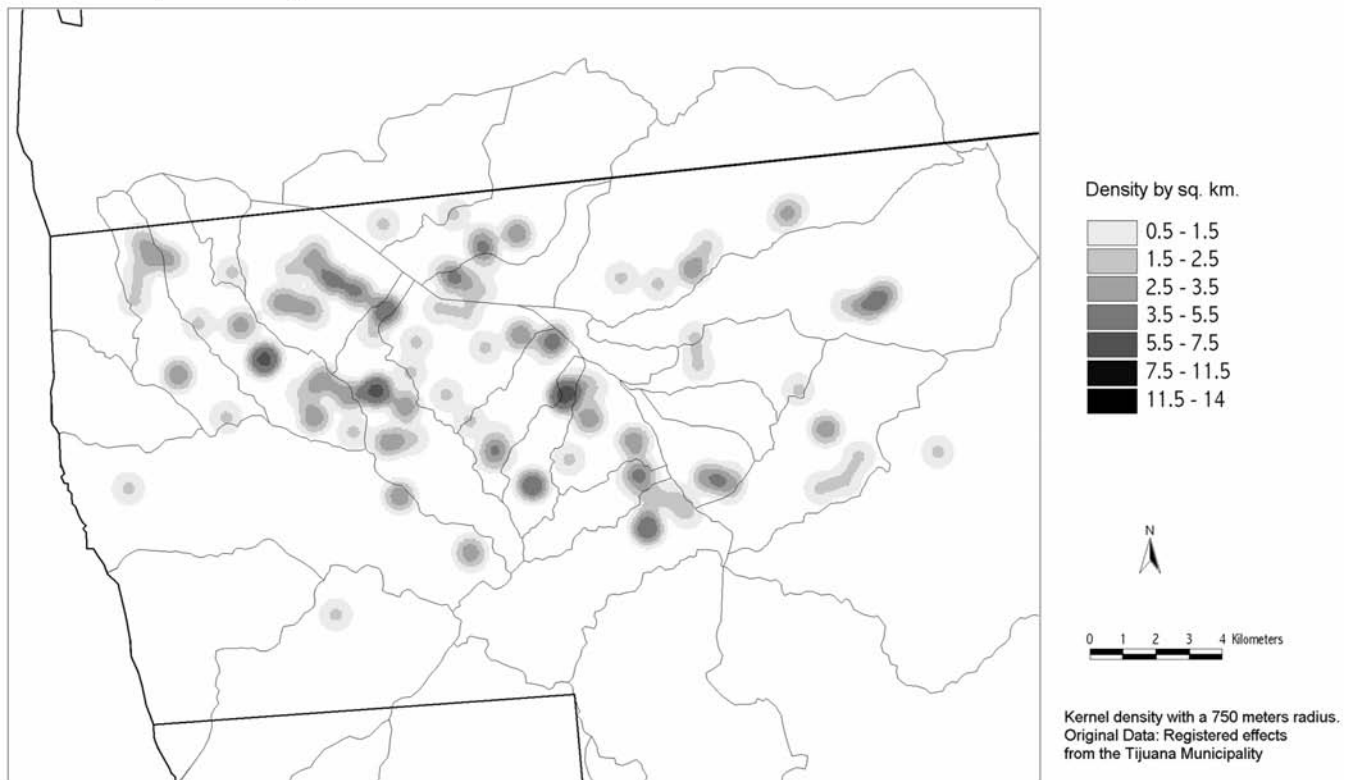 Density by sq. km.
0.5 - 1.5
1.5 - 2.5
2.5 - 3.5
3.5 - 5.5
5.5 - 7.5
7.5 - 11.5
11.5 - 14
N
0 1 2 3 4 Kilometers
Kernel density with a 750 meters radius.
Original Data: Registered effects
from the Tijuana Municipality